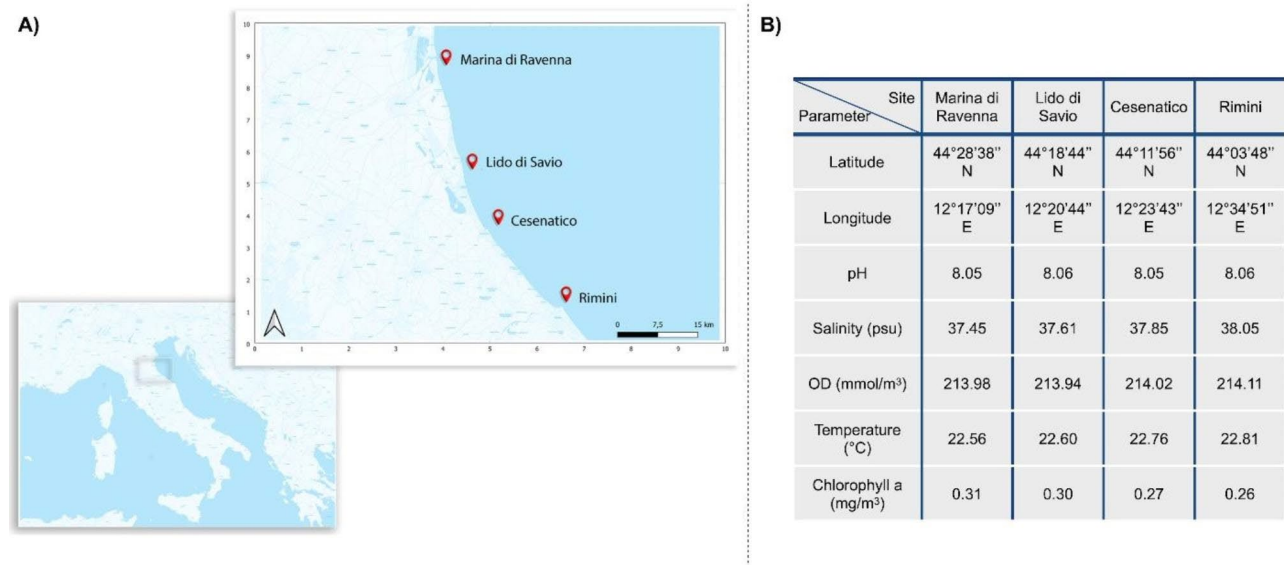 A)
10
9
8
7
6
5
4
3
2
1
0
Marina di Ravenna
Lido di Savio
Cesenatico
Rimini
0 7,5 15 km
0 1 2 3 4 5 6 7 8 9 10
B)
Site
Parameter
Marina di
Ravenna
Lido di
Savio
Cesenatico
Rimini
Latitude
44°28'38''
N
44°18'44''
N
44°11'56''
N
44°03'48''
N
Longitude
12°17'09''
E
12°20'44''
E
12°23'43''
E
12°34'51''
E
pH 8.05 8.06 8.05 8.06
Salinity (psu) 37.45 37.61 37.85 38.05
OD (mmol/m³) 213.98 213.94 214.02 214.11
Temperature
(°C)
22.56 22.60 22.76 22.81
Chlorophyll a
(mg/m³)
0.31 0.30 0.27 0.26